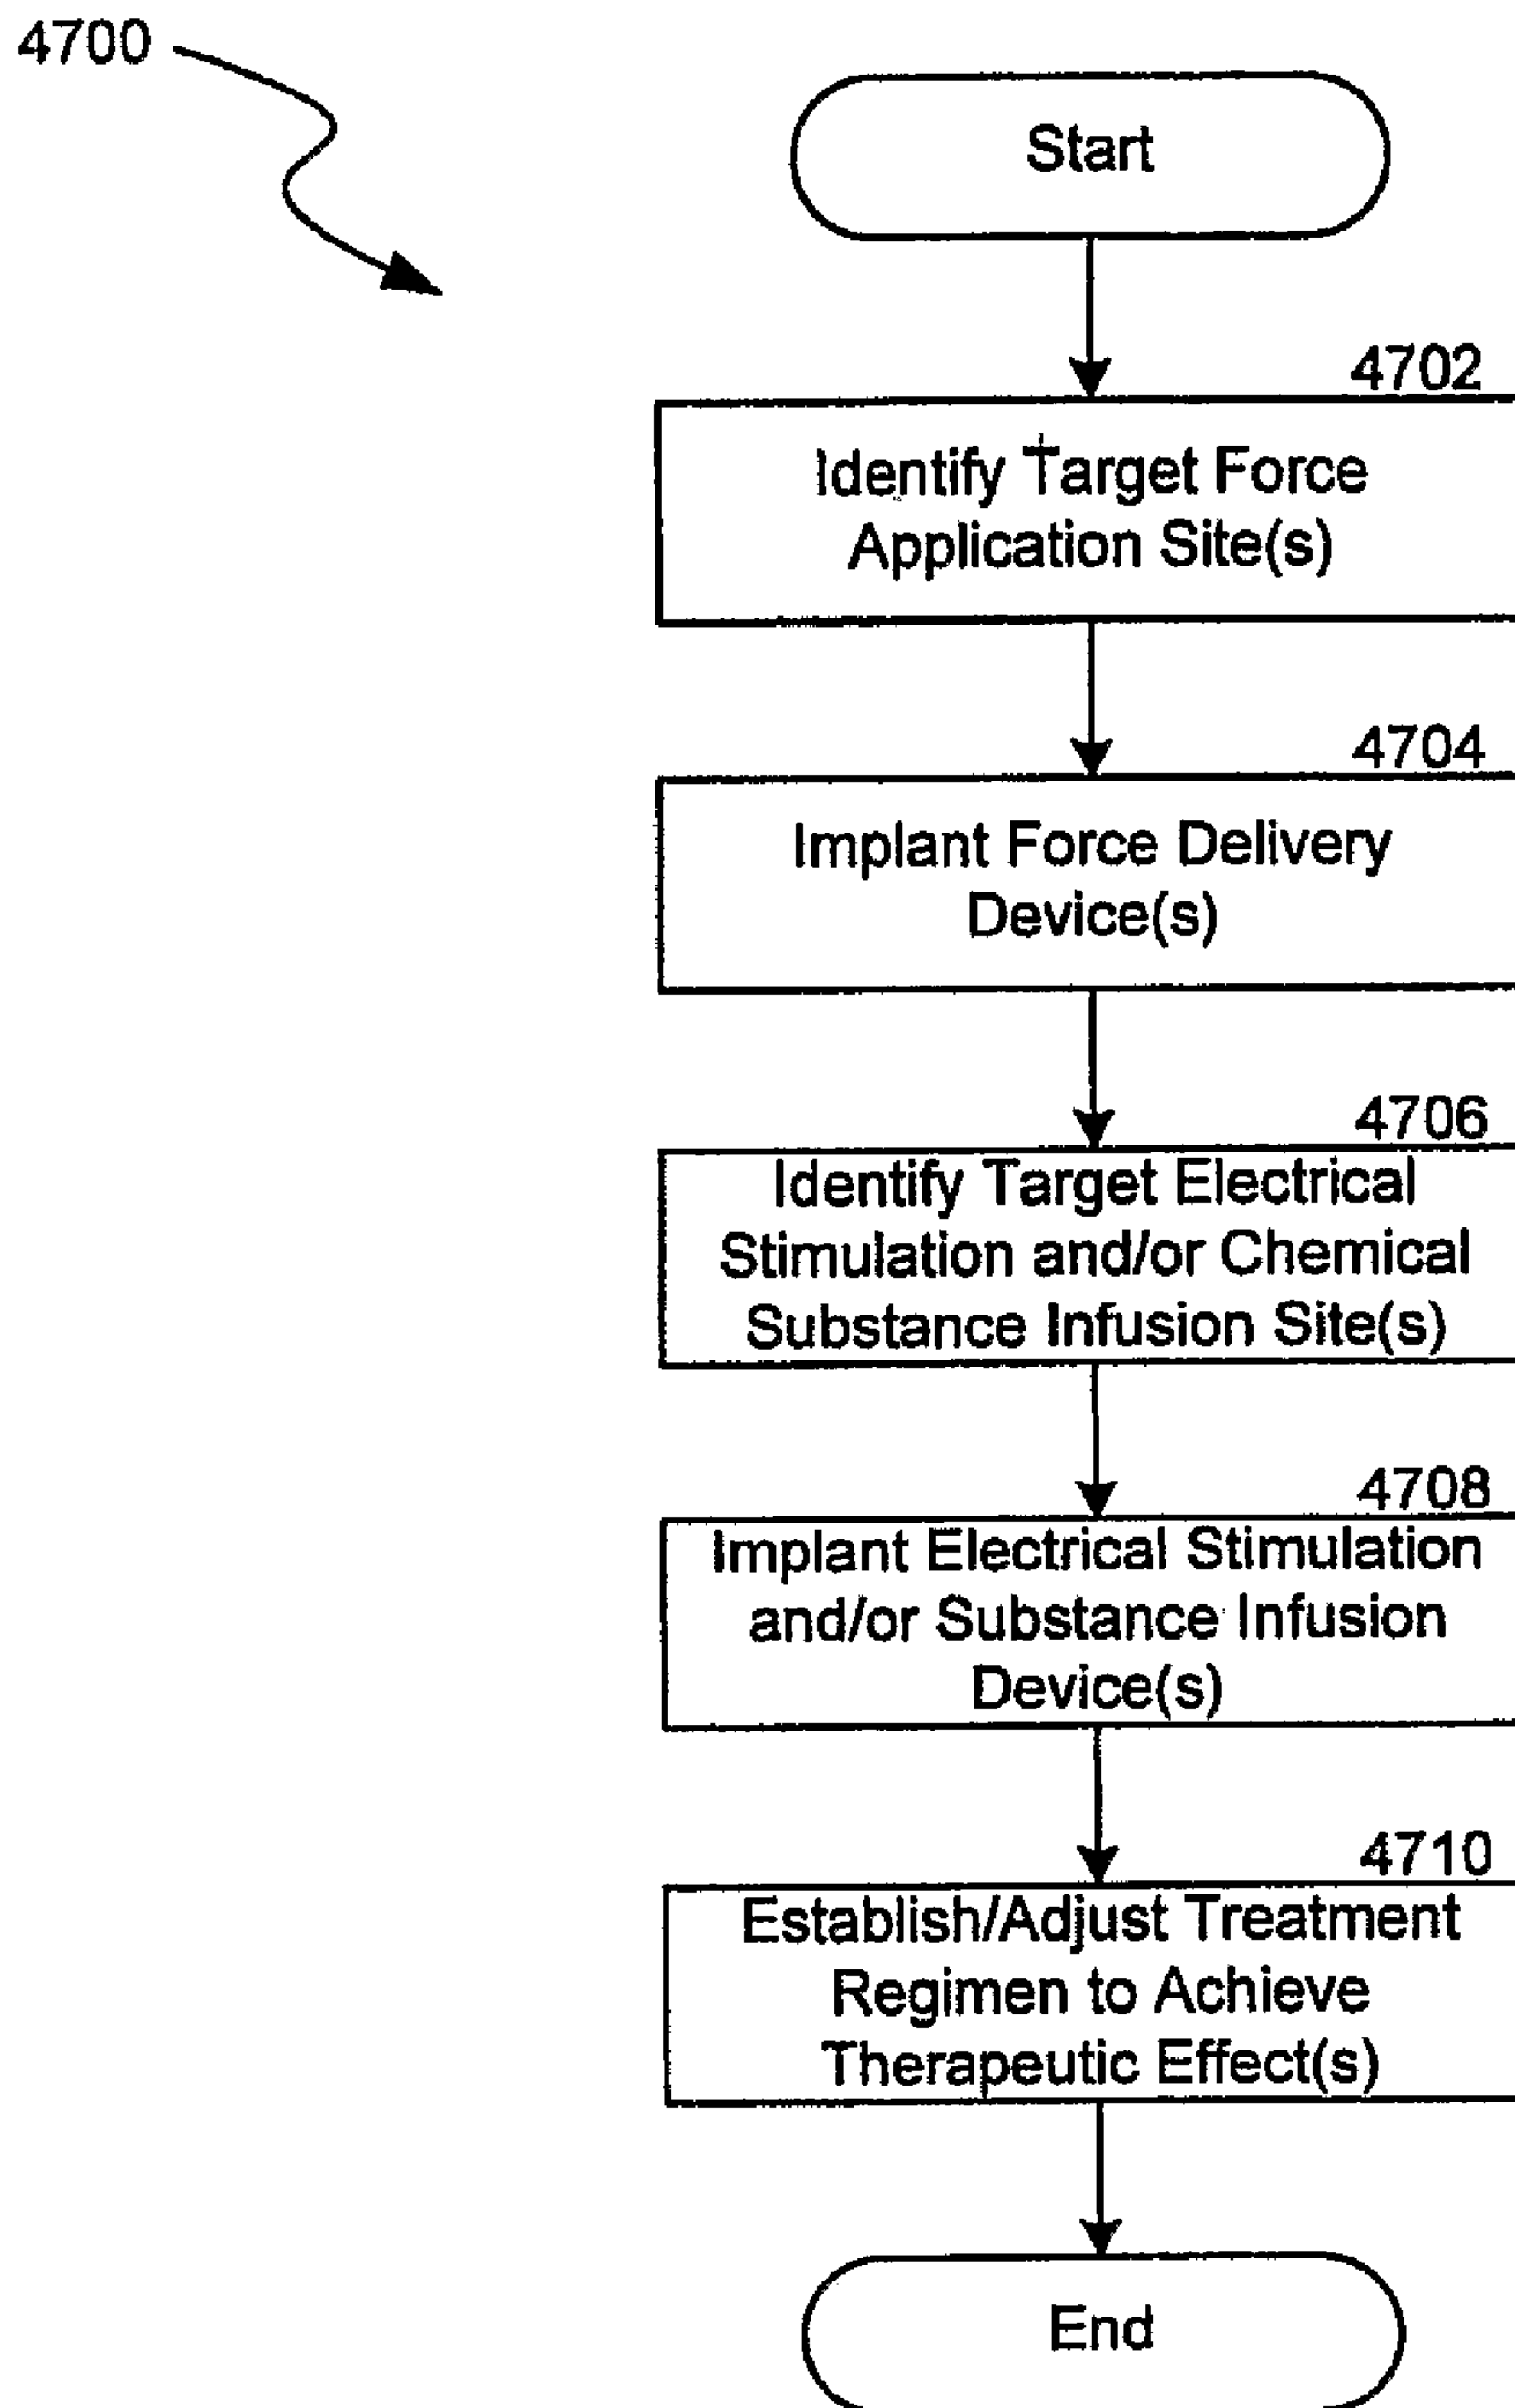 4700
Start
4702
Identify Target Force
Application Site(s)
4704
Implant Force Delivery
Device(s)
4706
Identify Target Electrical
Stimulation and/or Chemical
Substance Infusion Site(s)
4708
Implant Electrical Stimulation
and/or Substance Infusion
Device(s)
4710
Establish/Adjust Treatment
Regimen to Achieve
Therapeutic Effect(s)
End